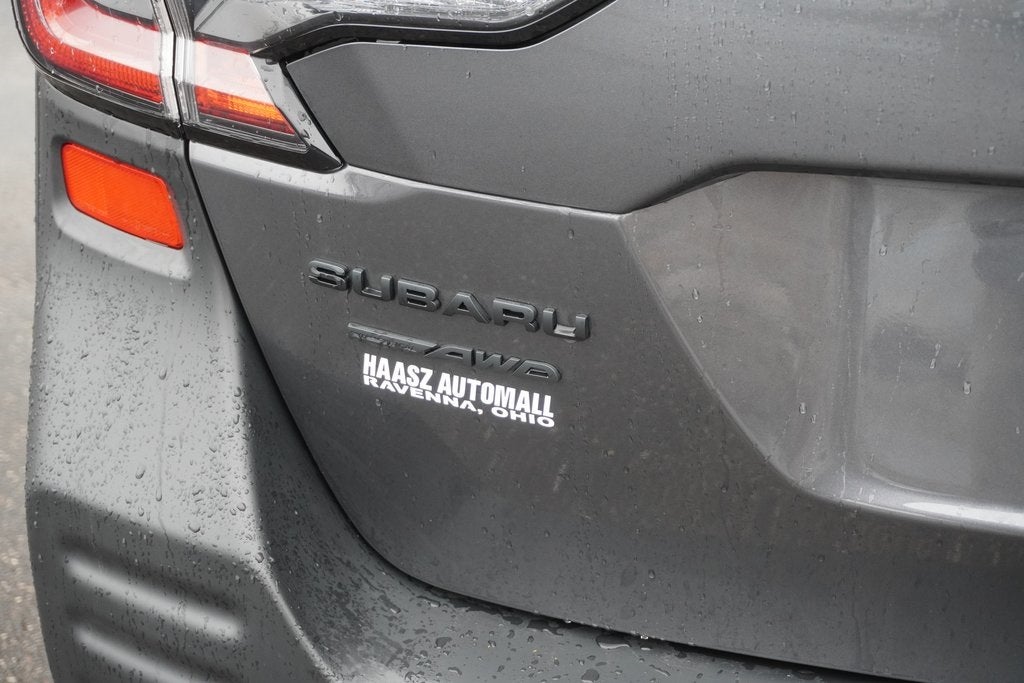 SUBARU
AWD
HAASZ AUTOMALL
RAVENNA, OHIO